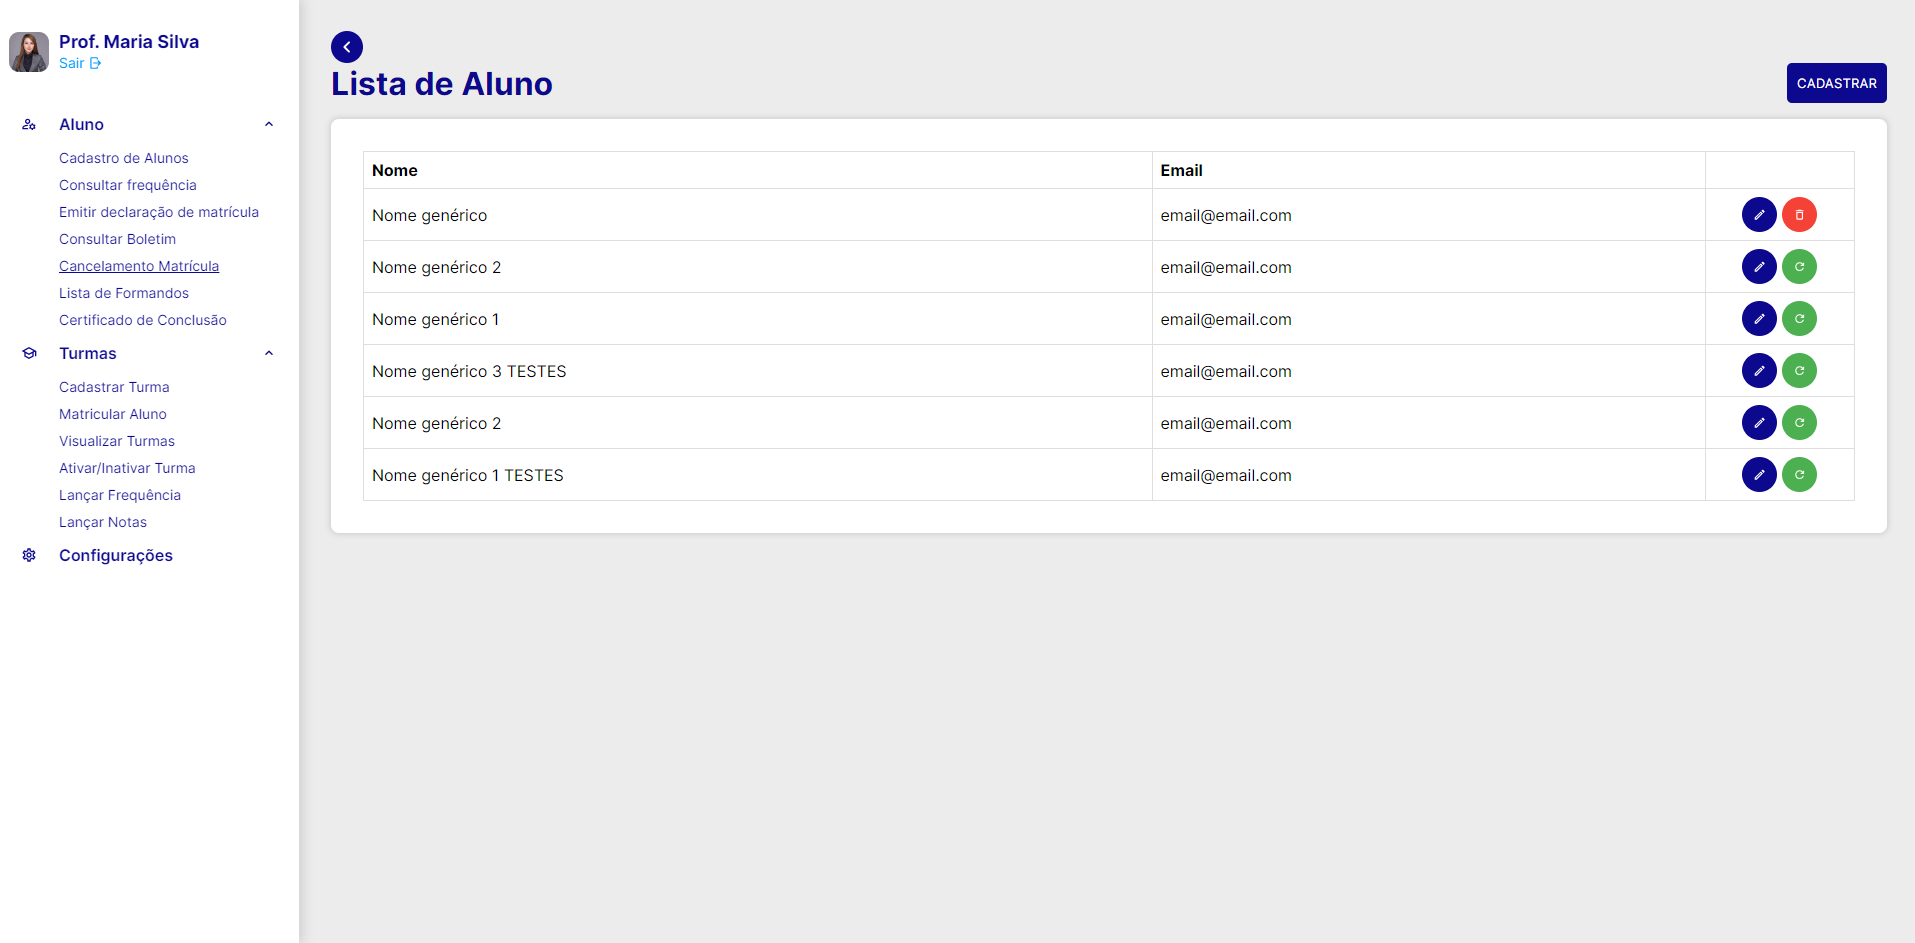 Prof. Maria Silva
Sair
Aluno
Cadastro de Alunos
Consultar frequência
Emitir declaração de matrícula
Consultar Boletim
Cancelamento Matrícula
Lista de Formandos
Certificado de Conclusão
Turmas
Cadastrar Turma
Matricular Aluno
Visualizar Turmas
Ativar/Inativar Turma
Lançar Frequência
Lançar Notas
Configurações
Lista de Aluno
CADASTRAR
Nome Email
Nome genérico email@email.com
Nome genérico 2 email@email.com
Nome genérico 1 email@email.com
Nome genérico 3 TESTES email@email.com
Nome genérico 2 email@email.com
Nome genérico 1 TESTES email@email.com